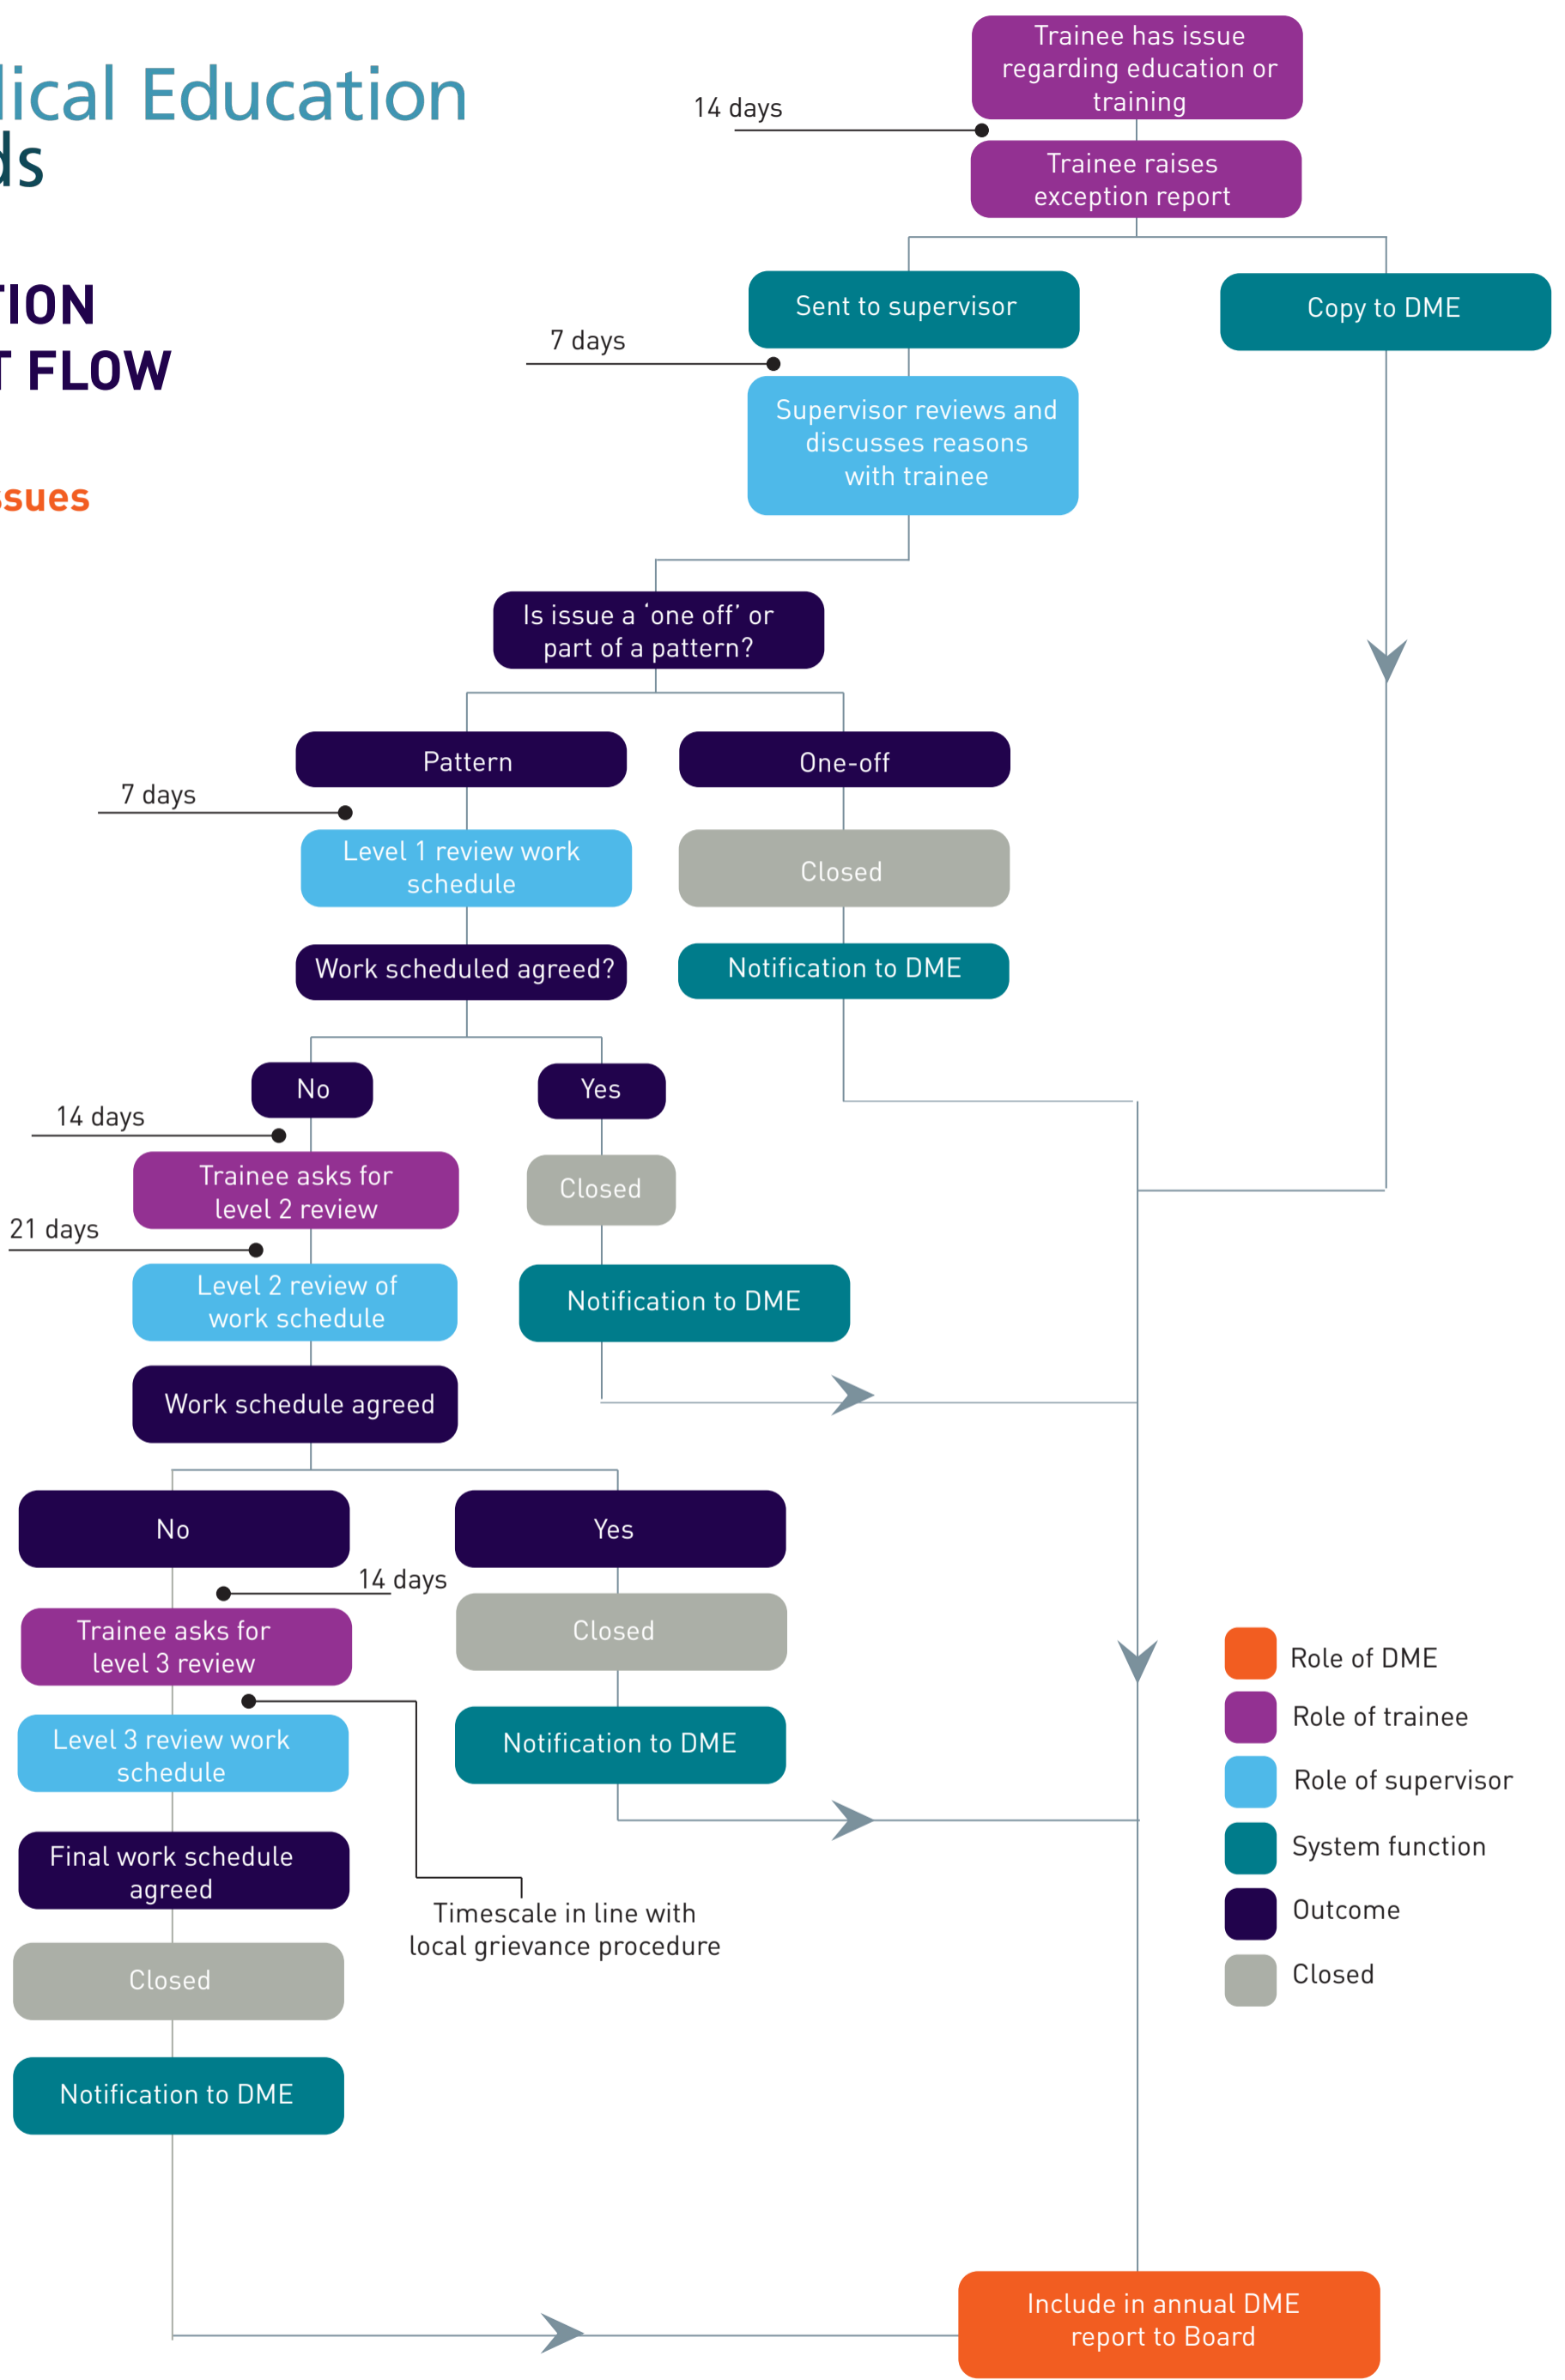 lical Education
ds
TION
T FLOW
ssues
Trainee has issue
regarding education or
training
14 days
Trainee raises
exception report
Sent to supervisor
Copy to DME
7 days
Supervisor reviews and
discusses reasons
with trainee
Is issue a ‘one off’ or
part of a pattern?
Pattern
One-off
7 days
Level 1 review work
schedule
Closed
Work scheduled agreed?
Notification to DME
No
Yes
14 days
Trainee asks for
level 2 review
Closed
21 days
Level 2 review of
work schedule
Notification to DME
Work schedule agreed
No
Yes
14 days
Trainee asks for
level 3 review
Closed
Level 3 review work
schedule
Notification to DME
Final work schedule
agreed
Timescale in line with
local grievance procedure
Closed
Notification to DME
Role of DME
Role of trainee
Role of supervisor
System function
Outcome
Closed
Include in annual DME
report to Board